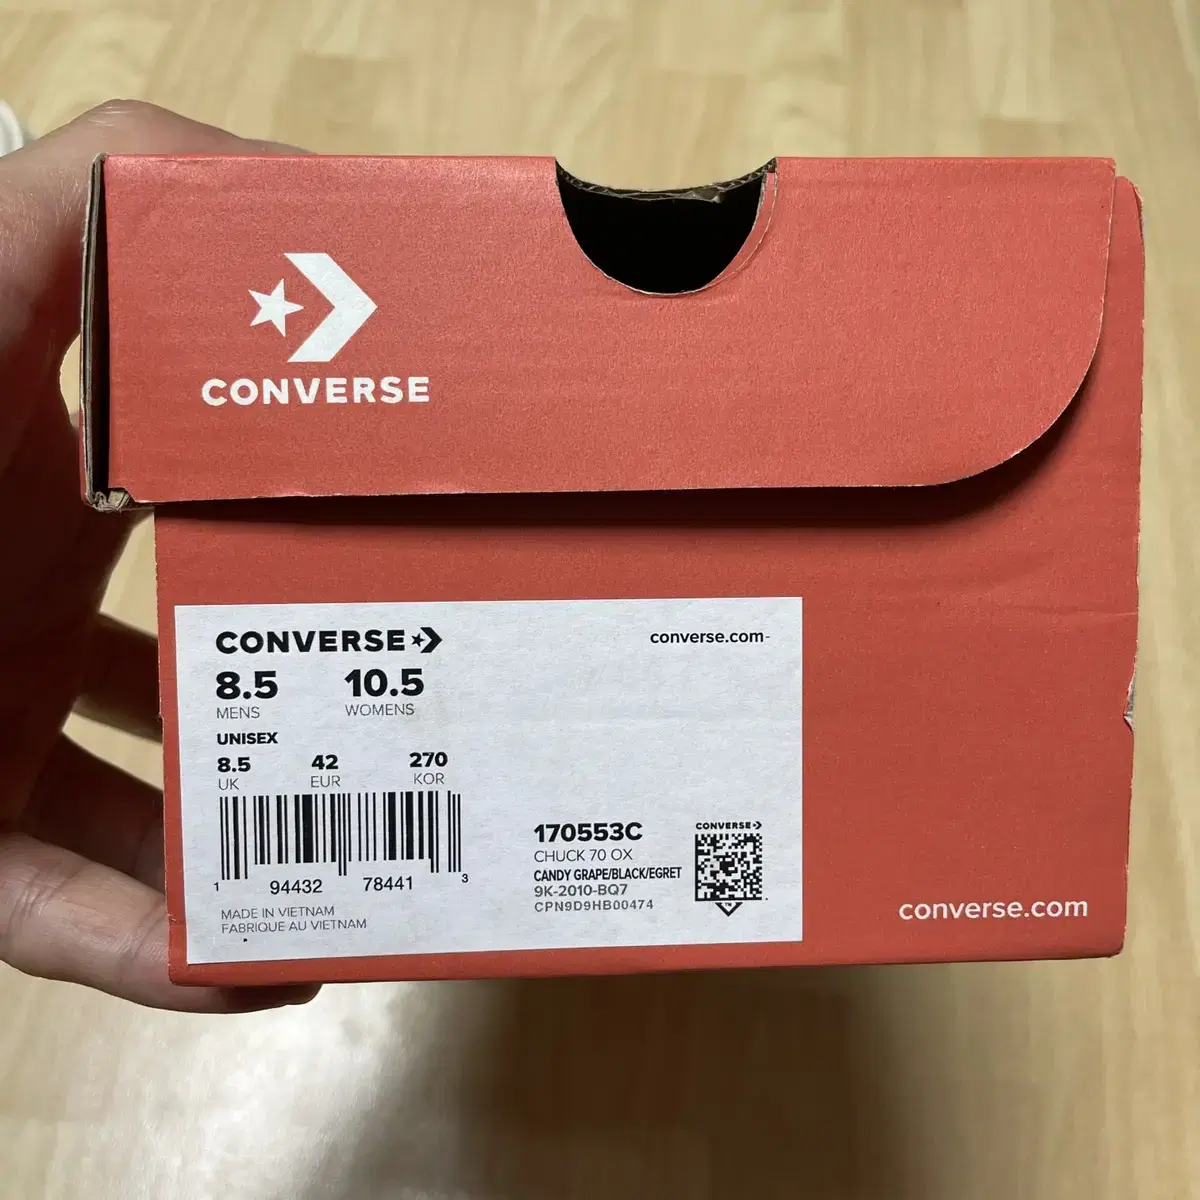 CONVERSE
CONVERSE
converse.com
8.5 10.5
MENS WOMENS
UNISEX
8.5 42 270
UK EUR KOR
1 94432 78441 3
MADE IN VIETNAM
FABRIQUE AU VIETNAM
170553C
CHUCK 70 OX
CANDY GRAPE/BLACK/EGRET
9K-2010-BQ7
CPN9D9HB00474
CONVERSE
TM
converse.com